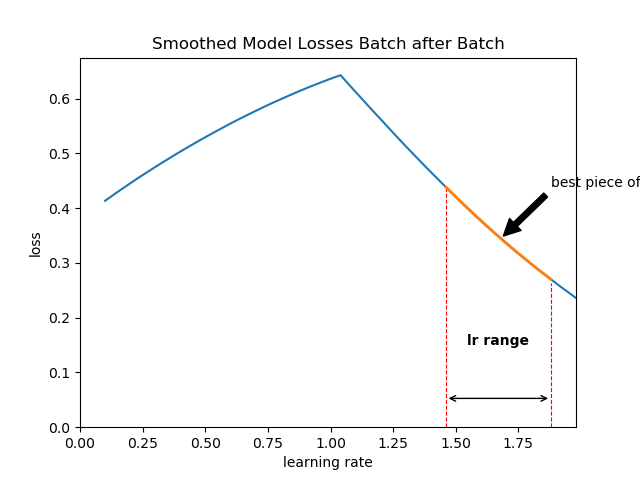 Smoothed Model Losses Batch after Batch
0.6
0.5
0.4
0.3
0.2
0.1
0.0
loss
best piece of
lr range
0.00 0.25 0.50 0.75 1.00 1.25 1.50 1.75
learning rate